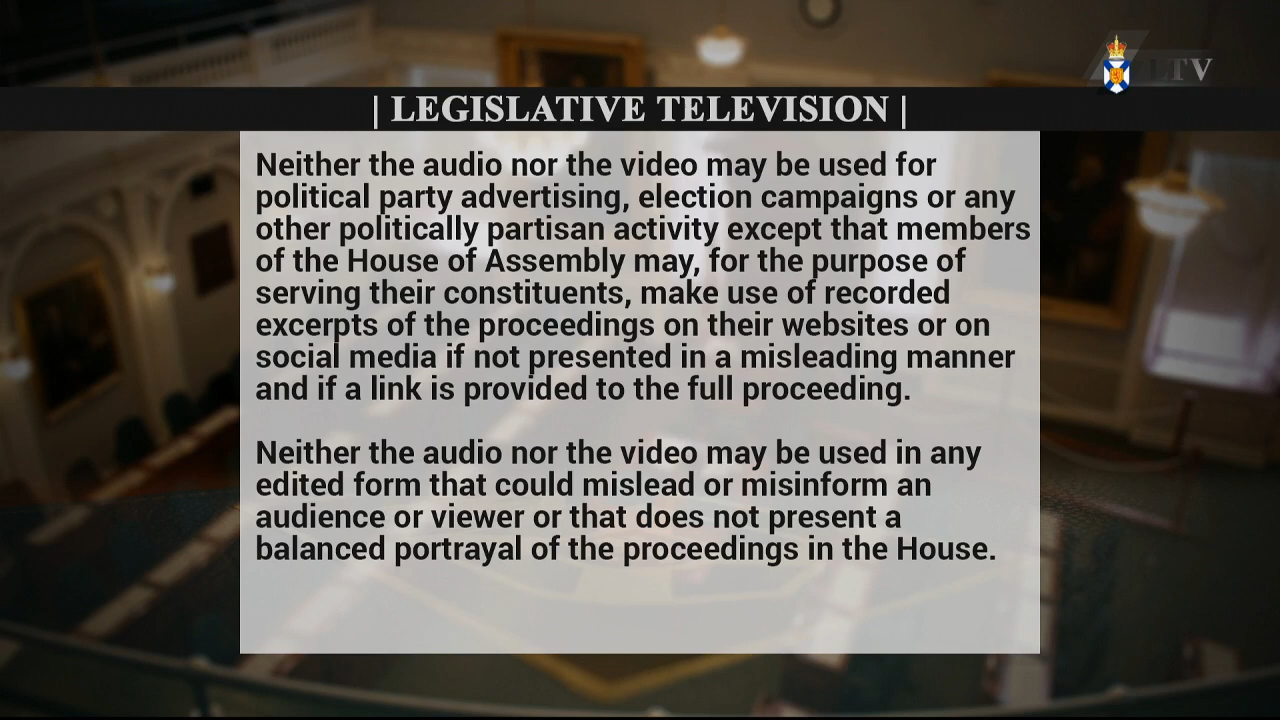 LTV
| LEGISLATIVE TELEVISION |
Neither the audio nor the video may be used for
political party advertising, election campaigns or any
other politically partisan activity except that members
of the House of Assembly may, for the purpose of
serving their constituents, make use of recorded
excerpts of the proceedings on their websites or on
social media if not presented in a misleading manner
and if a link is provided to the full proceeding.
Neither the audio nor the video may be used in any
edited form that could mislead or misinform an
audience or viewer or that does not present a
balanced portrayal of the proceedings in the House.